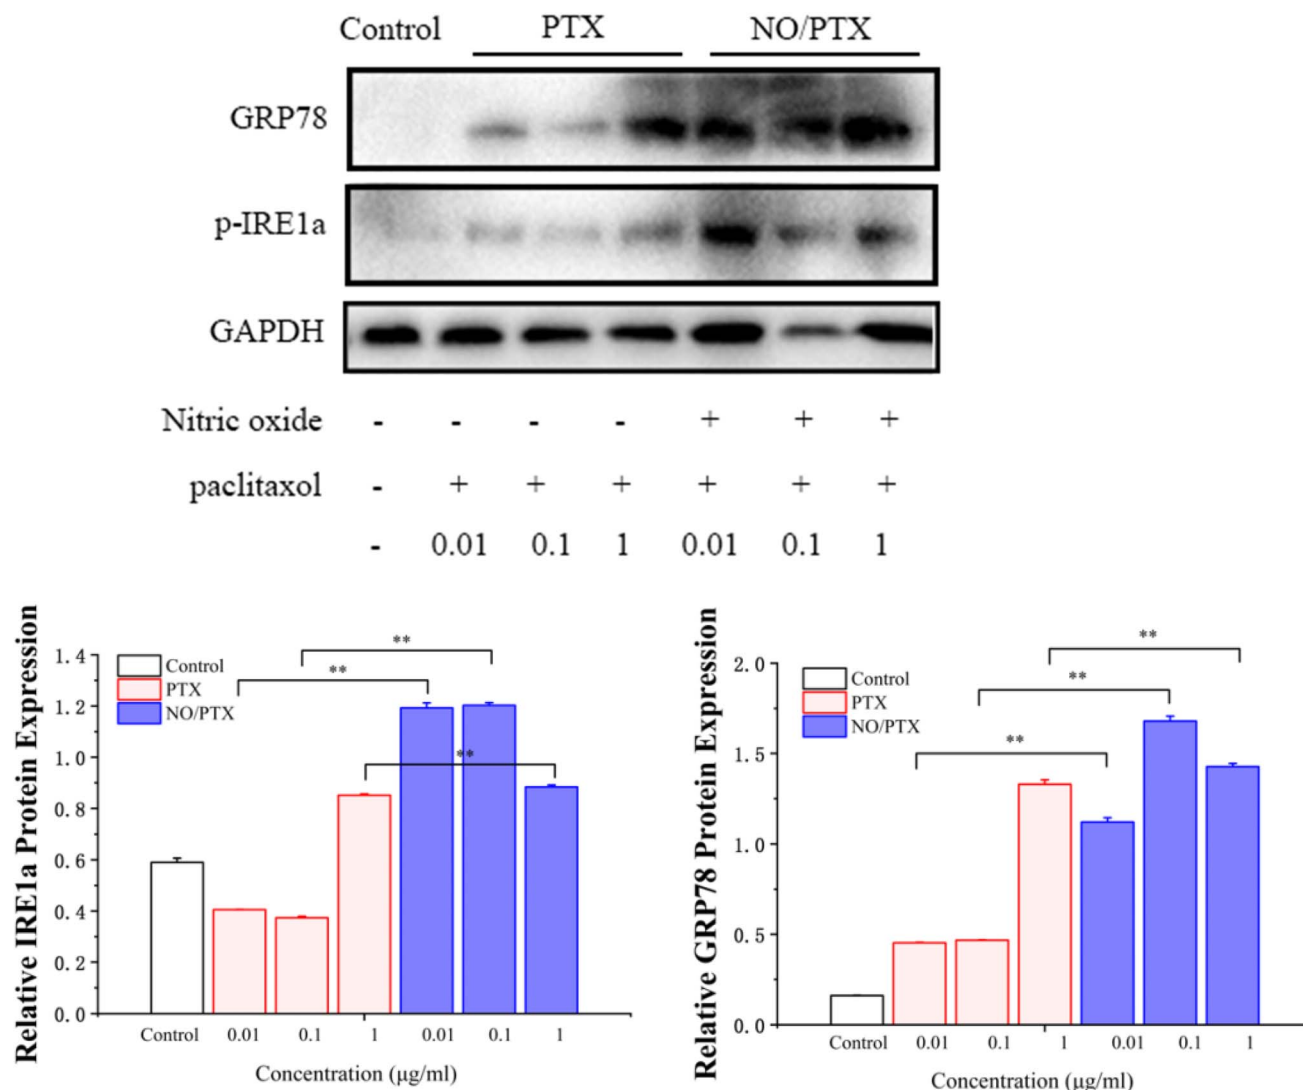 Control PTX NO/PTX
GRP78
p-IRE1a
GAPDH
Nitric oxide - - - - + + +
paclitaxol - + + + + + +
- 0.01 0.1 1 0.01 0.1 1
Relative IRE1a Protein Expression
1.4
1.2
1.0
0.8
0.6
0.4
0.2
0.0
Control
PTX
NO/PTX
**
**
**
Control 0.01 0.1 1 0.01 0.1 1
Concentration (μg/ml)
Relative GRP78 Protein Expression
2.0
1.5
1.0
0.5
0.0
Control
PTX
NO/PTX
**
**
**
Control 0.01 0.1 1 0.01 0.1 1
Concentration (μg/ml)